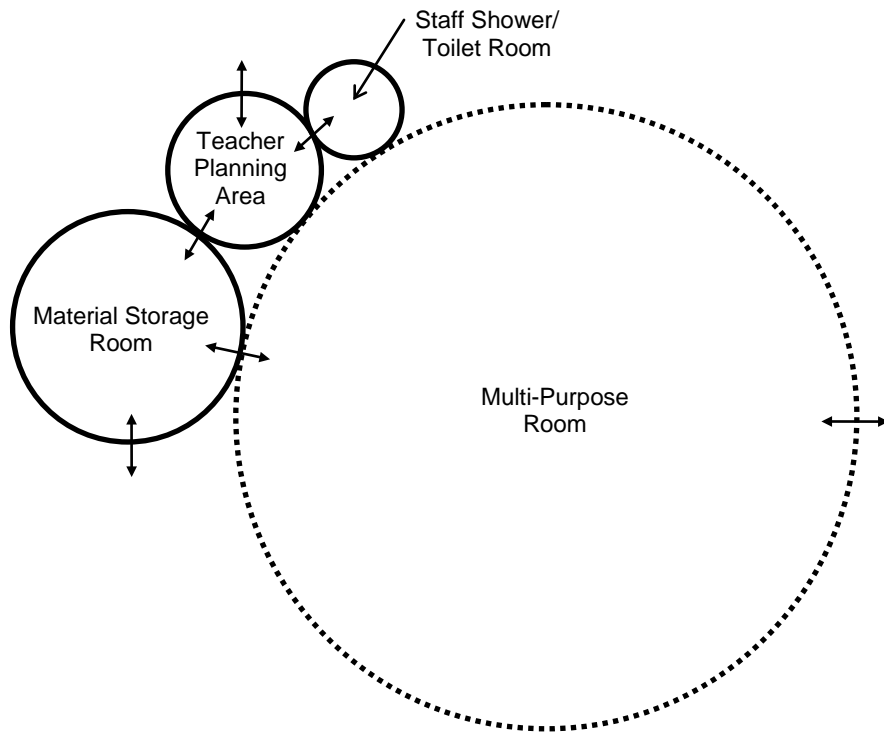 Staff Shower/
Toilet Room
Teacher
Planning
Area
Material Storage
Room
Multi-Purpose
Room